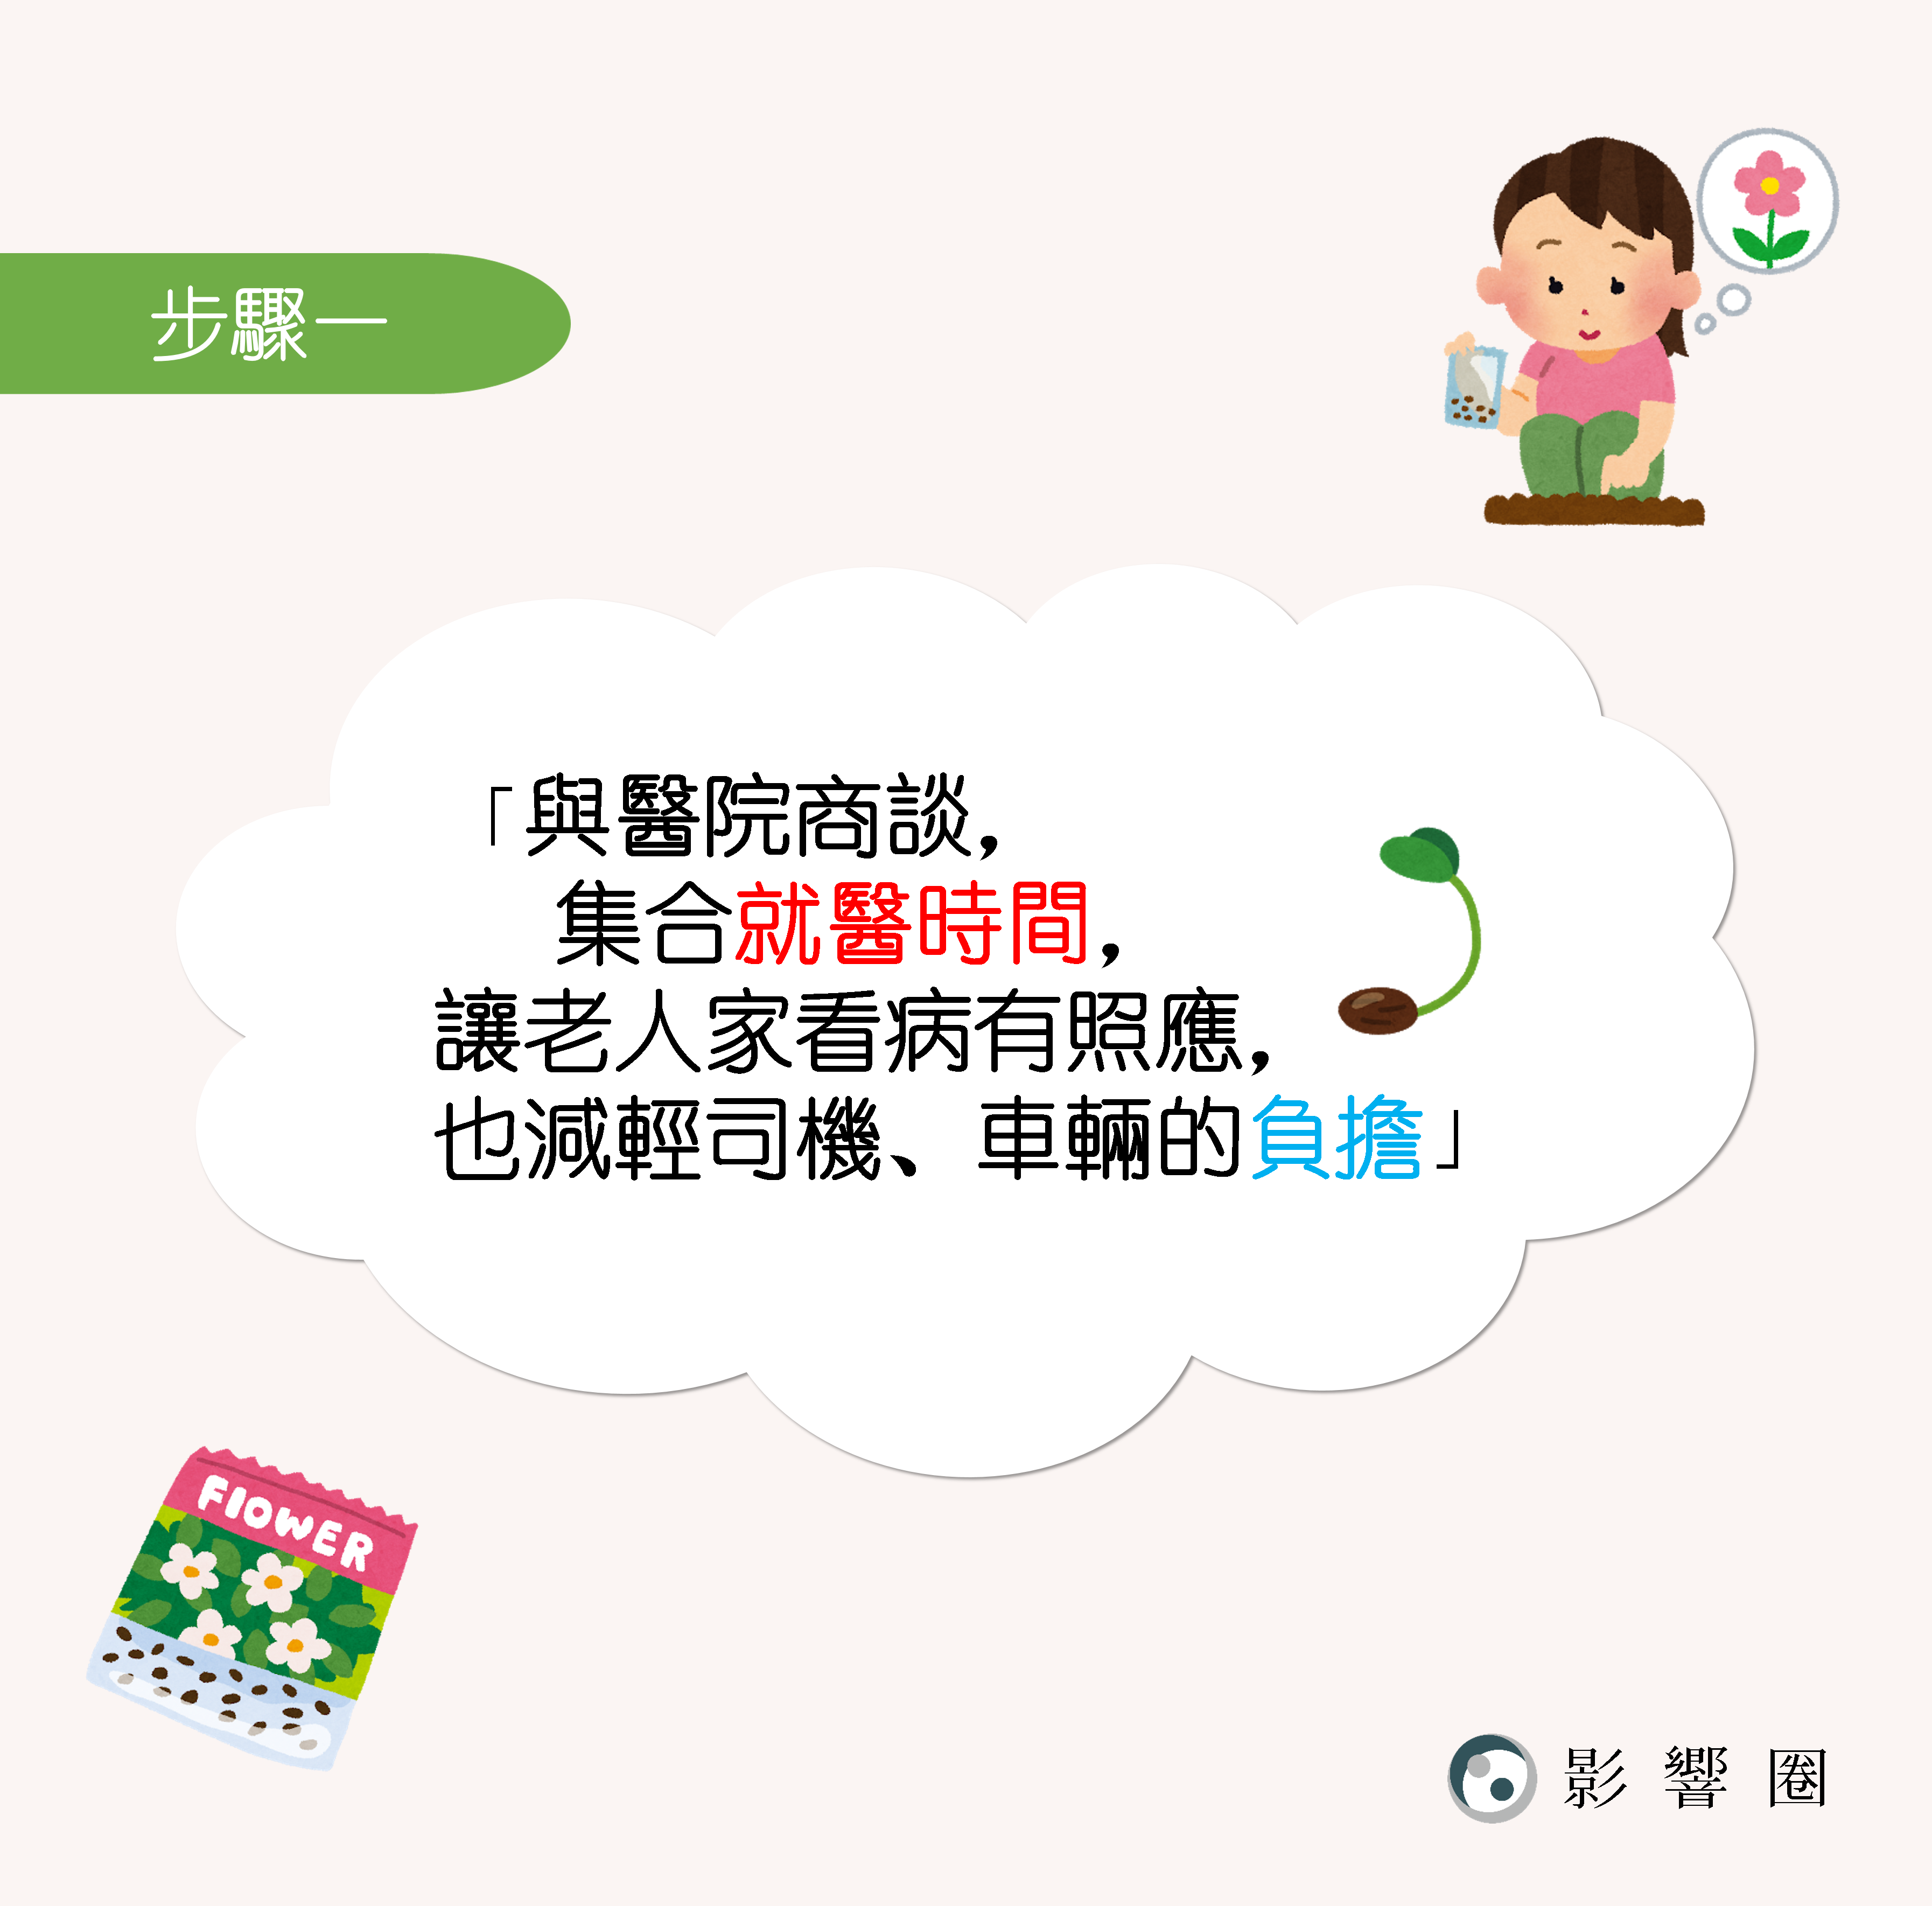 步驟一
「與醫院商談，
集合就醫時間，
讓老人家看病有照應，
也減輕司機、車輛的負擔」
FlOWER
影響圈